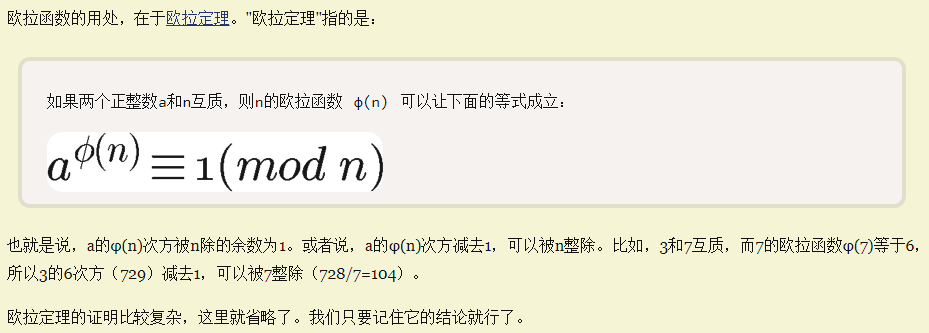 欧拉函数的用处，在于欧拉定理。"欧拉定理"指的是：
如果两个正整数a和n互质，则n的欧拉函数 φ(n) 可以让下面的等式成立：
a^ϕ(n) ≡ 1(mod n)
也就是说，a的φ(n)次方被n除的余数为1。或者说，a的φ(n)次方减去1，可以被n整除。比如，3和7互质，而7的欧拉函数φ(7)等于6，
所以3的6次方（729）减去1，可以被7整除（728/7=104）。
欧拉定理的证明比较复杂，这里就省略了。我们只要记住它的结论就行了。